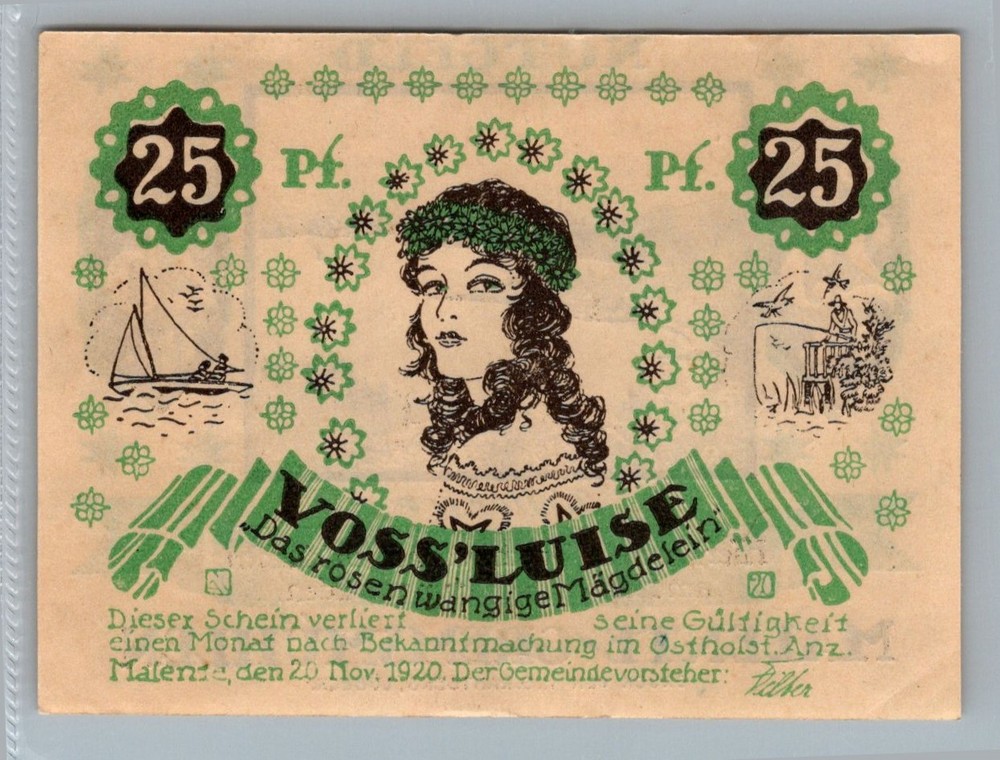 25 Pf. Pf. 25
VOSS'LUISE
„Das rosenwangige Mägdelein"
20
Dieser Schein verliert seine Gültigkeit
einen Monat nach Bekanntmachung im Ostholst. Anz.
Malente, den 20 Nov. 1920. Der Gemeindevorsteher: